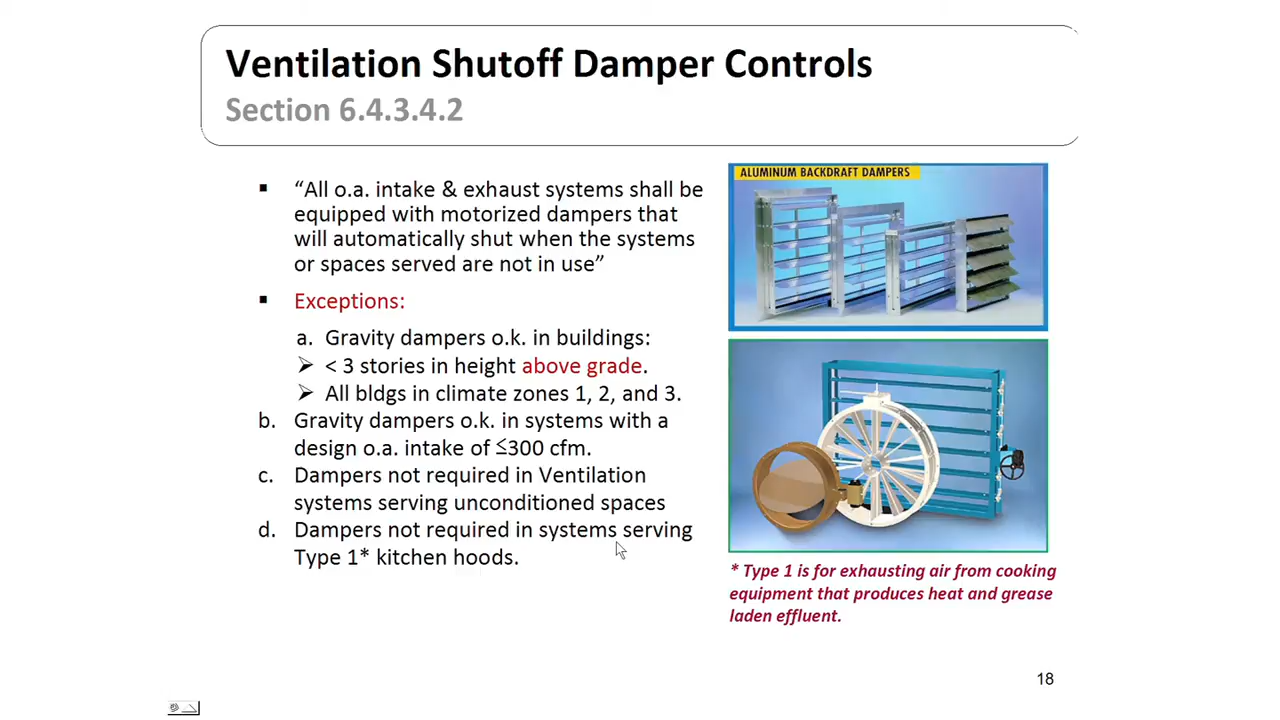 Ventilation Shutoff Damper Controls
Section 6.4.3.4.2
▪ “All o.a. intake & exhaust systems shall be
equipped with motorized dampers that
will automatically shut when the systems
or spaces served are not in use”
▪ Exceptions:
a. Gravity dampers o.k. in buildings:
➢ < 3 stories in height above grade.
➢ All bldgs in climate zones 1, 2, and 3.
b. Gravity dampers o.k. in systems with a
design o.a. intake of ≤300 cfm.
c. Dampers not required in Ventilation
systems serving unconditioned spaces
d. Dampers not required in systems serving
Type 1* kitchen hoods.
ALUMINUM BACKDRAFT DAMPERS
* Type 1 is for exhausting air from cooking
equipment that produces heat and grease
laden effluent.
18